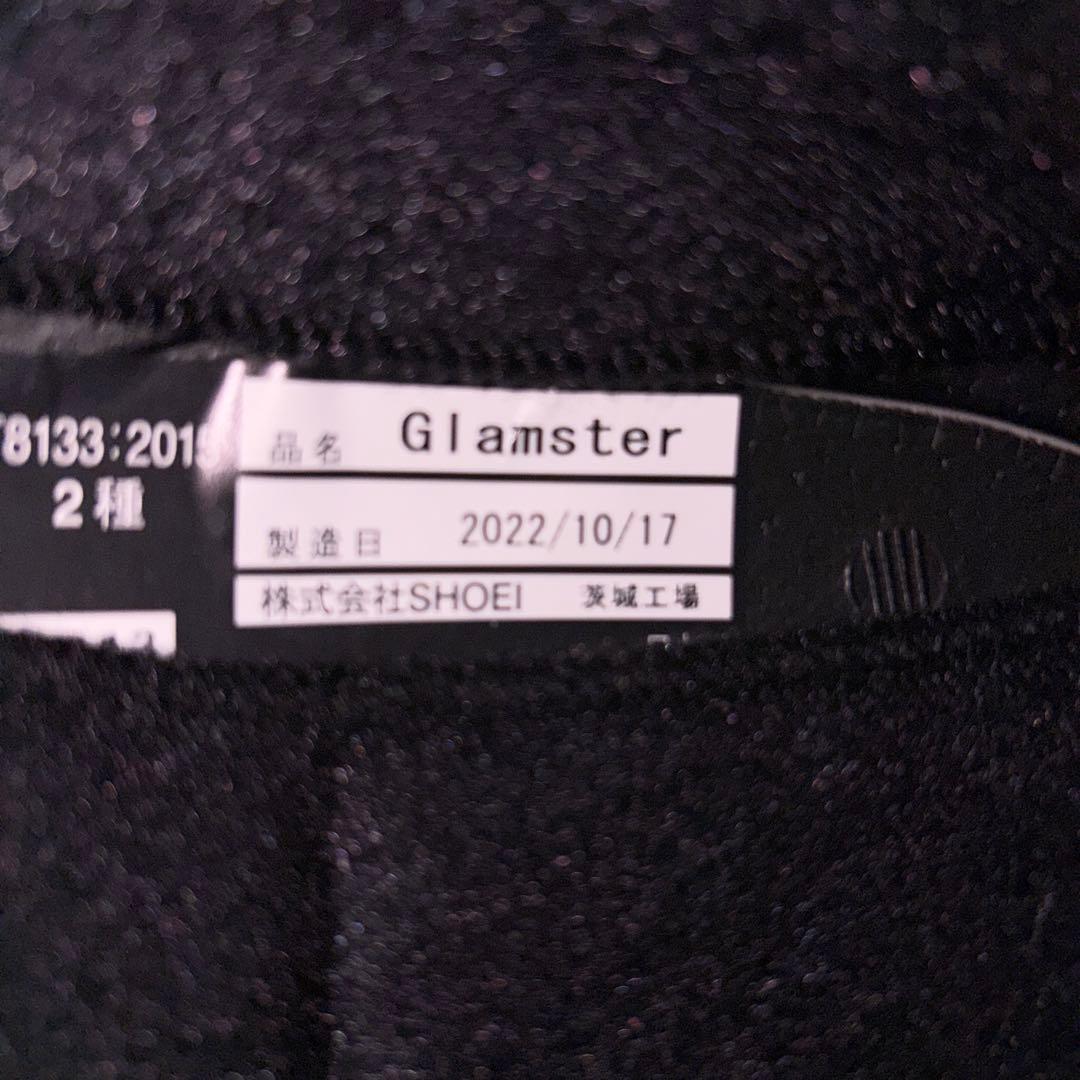 T8133:2015
2種
品名 Glamster
製造日 2022/10/17
株式会社SHOEI 茨城工場